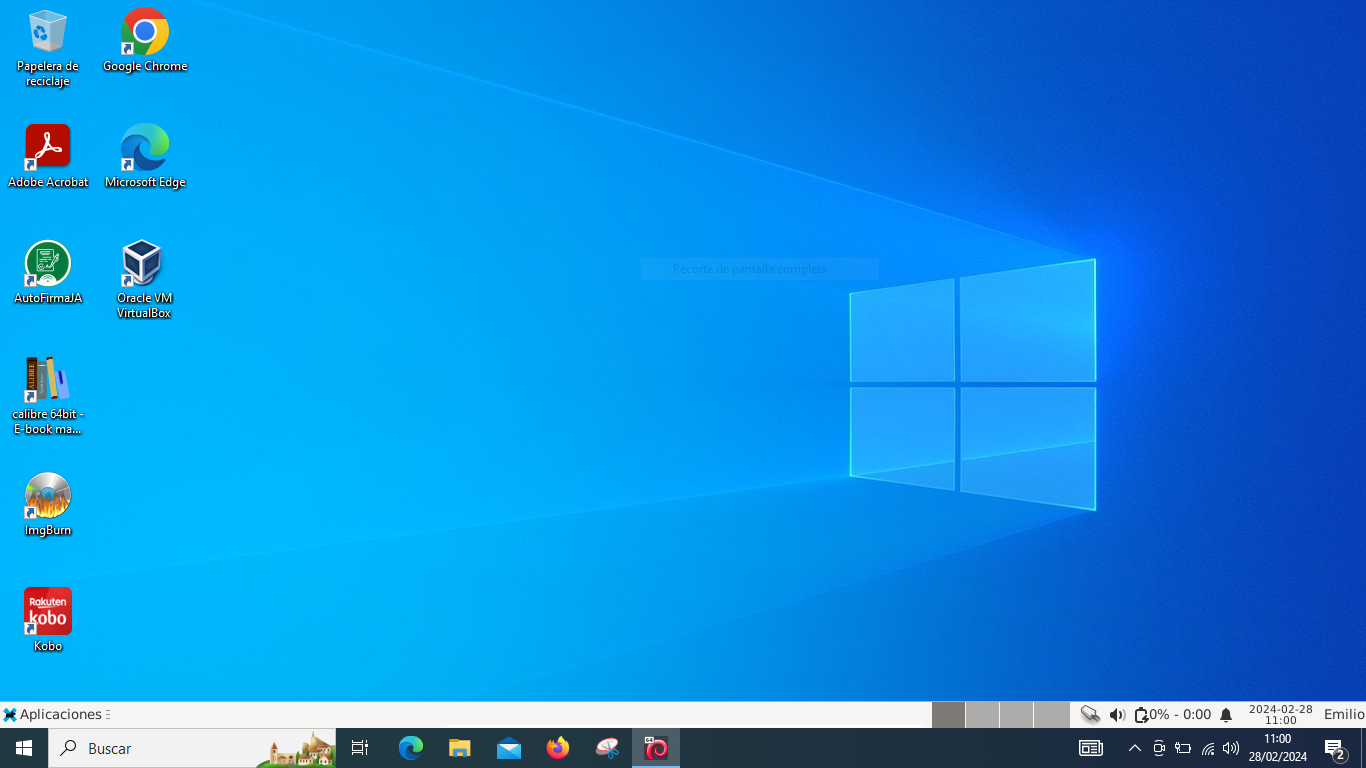 Papelera de
reciclaje
Google Chrome
Adobe Acrobat
Microsoft Edge
AutoFirmaJA
Oracle VM
VirtualBox
Recorte de pantalla completa
CALIBRE
calibre 64bit -
E-book ma...
ImgBurn
Rakuten
kobo
Kobo
Aplicaciones
0% - 0:00
2024-02-28
11:00
Emilio
Buscar
64
11:00
28/02/2024
2